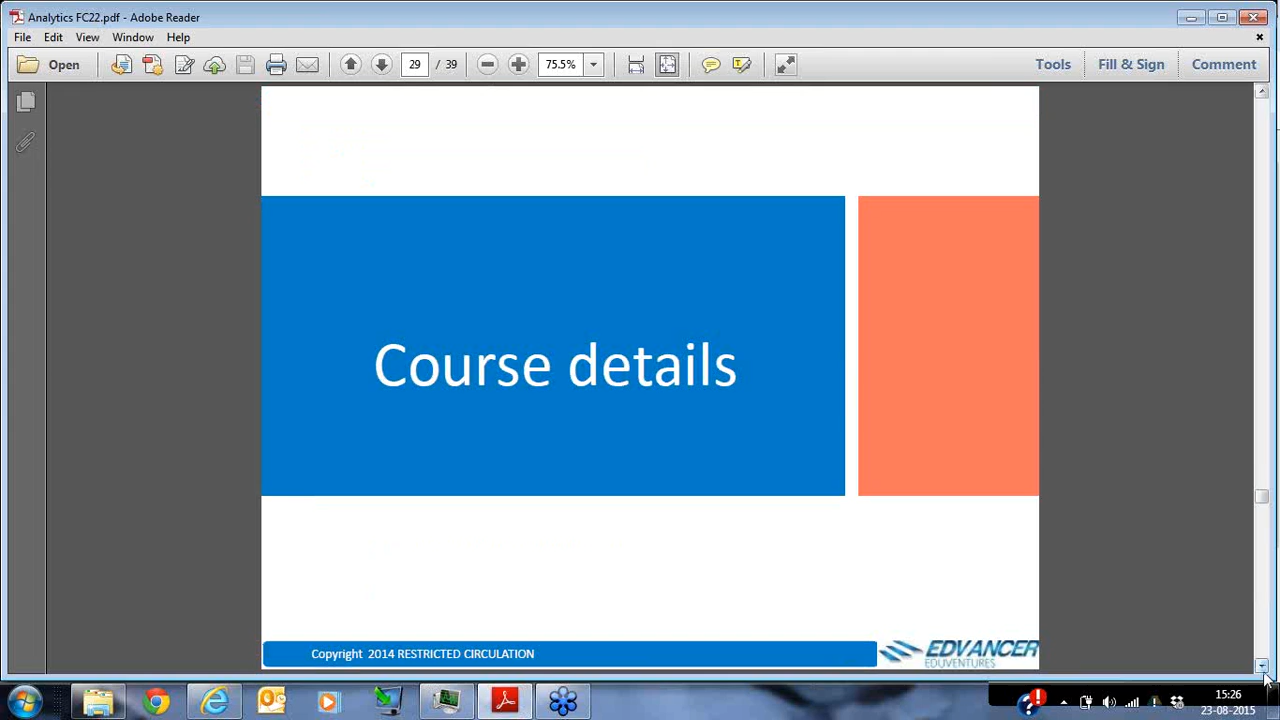 Analytics FC22.pdf - Adobe Reader
File Edit View Window Help
Open 29 / 39 75.5% Tools Fill & Sign Comment
Course details
Copyright 2014 RESTRICTED CIRCULATION
EDVANCER
EDUVENTURES
15:26
23-08-2015